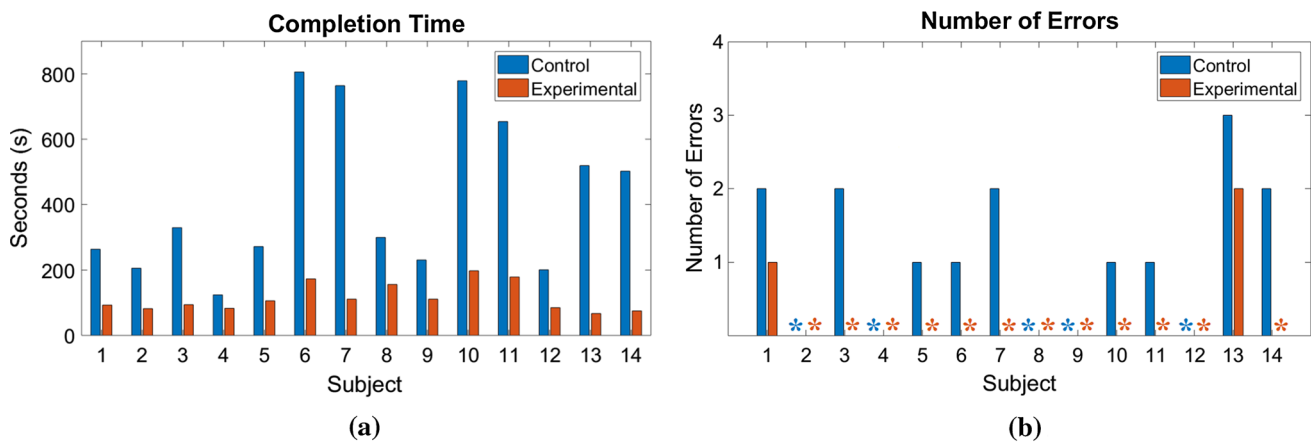 Completion Time
Seconds (s)
800
600
400
200
0
Control
Experimental
1 2 3 4 5 6 7 8 9 10 11 12 13 14
Subject
(a)
Number of Errors
Number of Errors
4
3
2
1
Control
Experimental
* * * * * * * * * * * * * * * * *
1 2 3 4 5 6 7 8 9 10 11 12 13 14
Subject
(b)